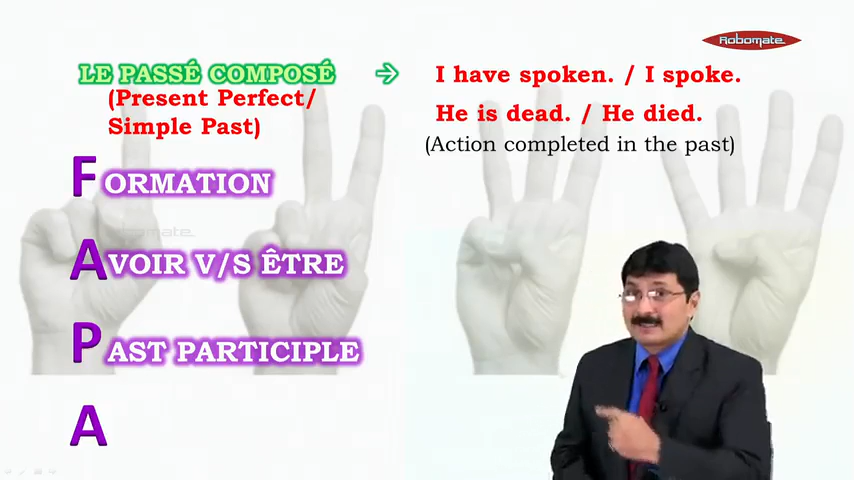 Robomate
LE PASSÉ COMPOSÉ → I have spoken. / I spoke.
(Present Perfect/
Simple Past)
He is dead. / He died.
(Action completed in the past)
FORMATION
AVOIR V/S ÊTRE
PAST PARTICIPLE
A